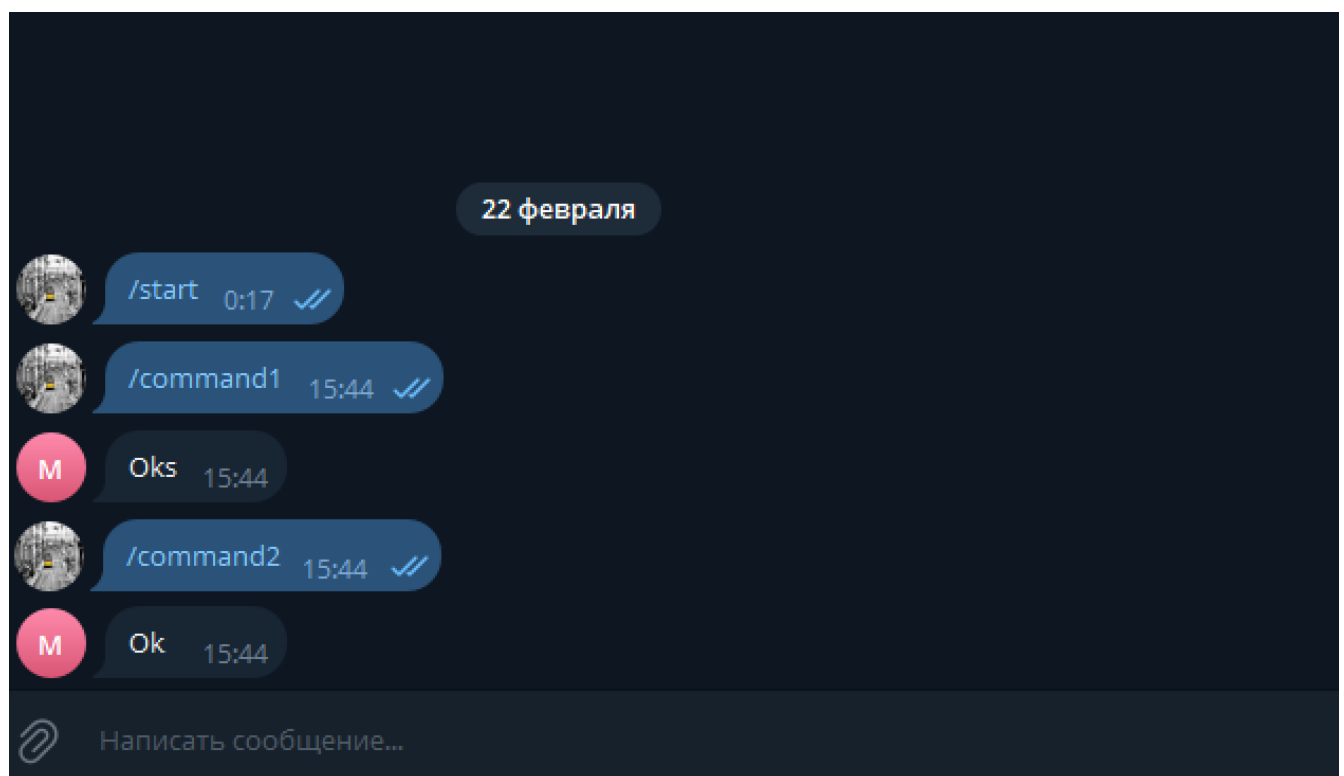 22 февраля
/start 0:17
/command1 15:44
M Oks 15:44
/command2 15:44
M Ok 15:44
Написать сообщение...